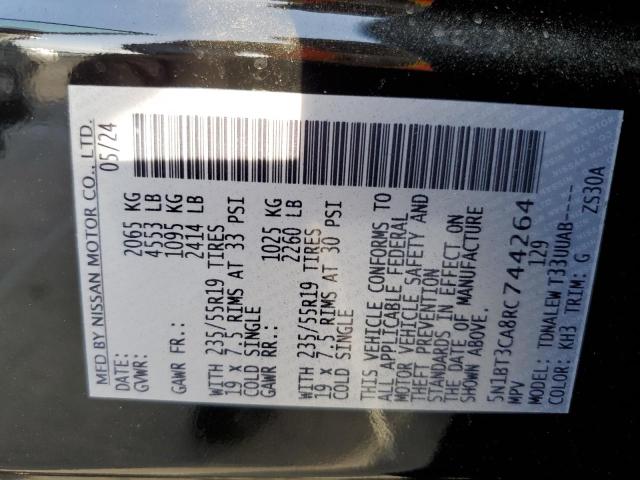 MFD BY NISSAN MOTOR CO., LTD.
DATE: 05/24
GVWR: 2065 KG
4553 LB
GAWR FR.: 1095 KG
2414 LB
WITH 235/55R19 TIRES
19 x 7.5 RIMS AT 33 PSI
COLD SINGLE
GAWR RR.: 1025 KG
2260 LB
WITH 235/55R19 TIRES
19 x 7.5 RIMS AT 30 PSI
COLD SINGLE
THIS VEHICLE CONFORMS TO
ALL APPLICABLE FEDERAL
MOTOR VEHICLE SAFETY AND
THEFT PREVENTION
STANDARDS IN EFFECT ON
THE DATE OF MANUFACTURE
SHOWN ABOVE.
5N1BT3CA8RC744264
MPV 129
MODEL: TDNALEW T33UUAB-----
COLOR: KH3 TRIM: G ZS30A